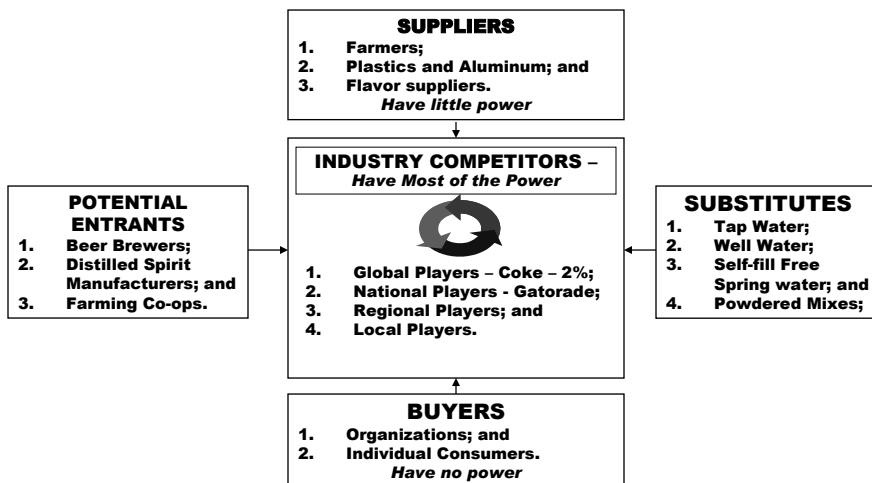 SUPPLIERS
1. Farmers;
2. Plastics and Aluminum; and
3. Flavor suppliers.
Have little power
INDUSTRY COMPETITORS –
Have Most of the Power
1. Global Players – Coke – 2%;
2. National Players - Gatorade;
3. Regional Players; and
4. Local Players.
POTENTIAL
ENTRANTS
1. Beer Brewers;
2. Distilled Spirit
Manufacturers; and
3. Farming Co-ops.
SUBSTITUTES
1. Tap Water;
2. Well Water;
3. Self-fill Free
Spring water; and
4. Powdered Mixes;
BUYERS
1. Organizations; and
2. Individual Consumers.
Have no power